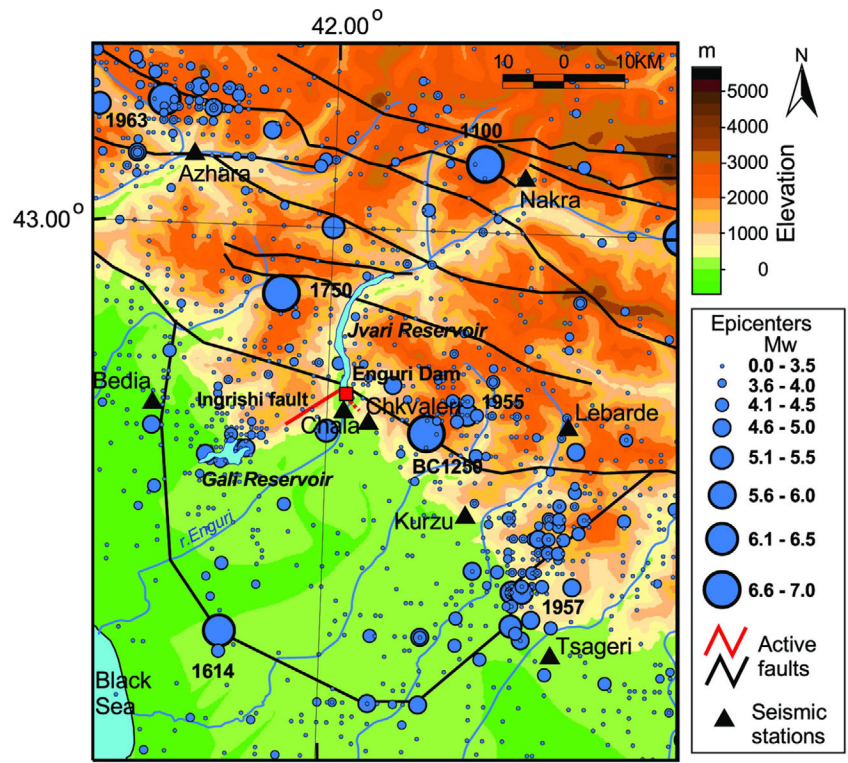 42.00°
10 0 10KM
m
N
5000
4000
3000
2000
1000
0
Elevation
1963
1100
Azhara
Nakra
43.00°
1750
Jvari Reservoir
Enguri Dam
Bedia
Ingrishi fault
Chkvaleri
1955
Lebarde
Chala
BC1250
Gali Reservoir
Kurzu
r.Enguri
1957
Tsageri
1614
Black
Sea
Epicenters
Mw
0.0 - 3.5
3.6 - 4.0
4.1 - 4.5
4.6 - 5.0
5.1 - 5.5
5.6 - 6.0
6.1 - 6.5
6.6 - 7.0
Active
faults
Seismic
stations